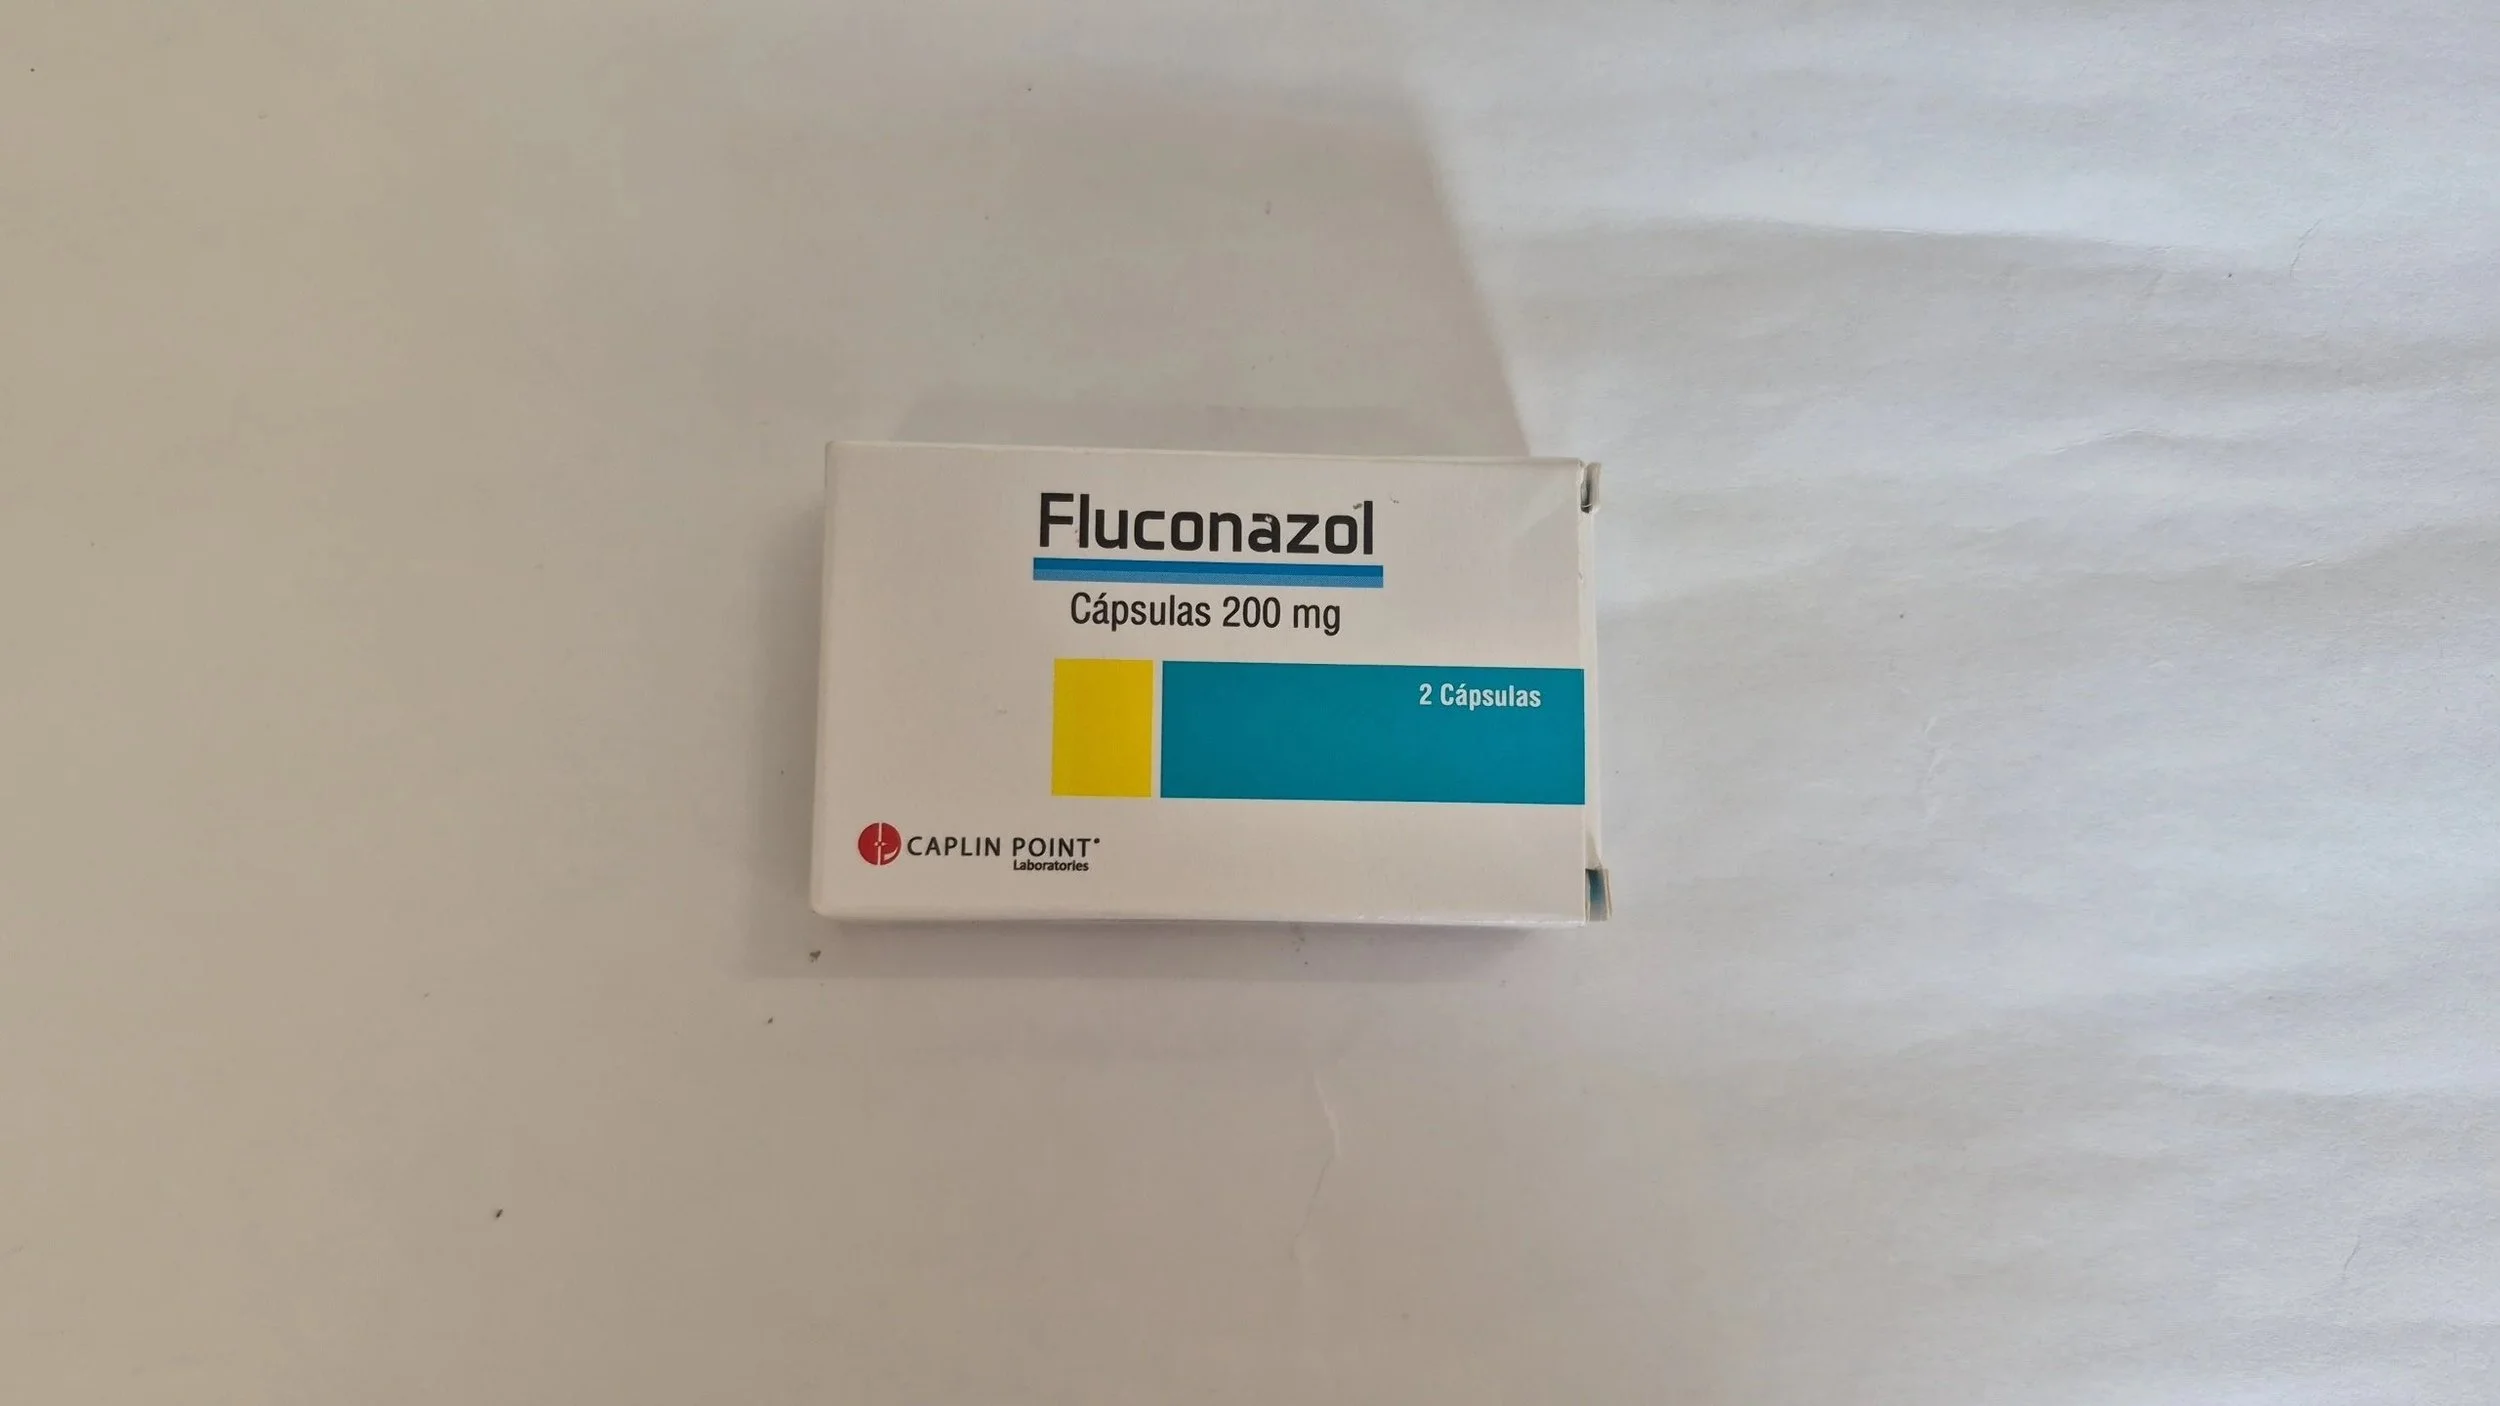 Fluconazol
Cápsulas 200 mg
2 Cápsulas
CAPLIN POINT
Laboratories